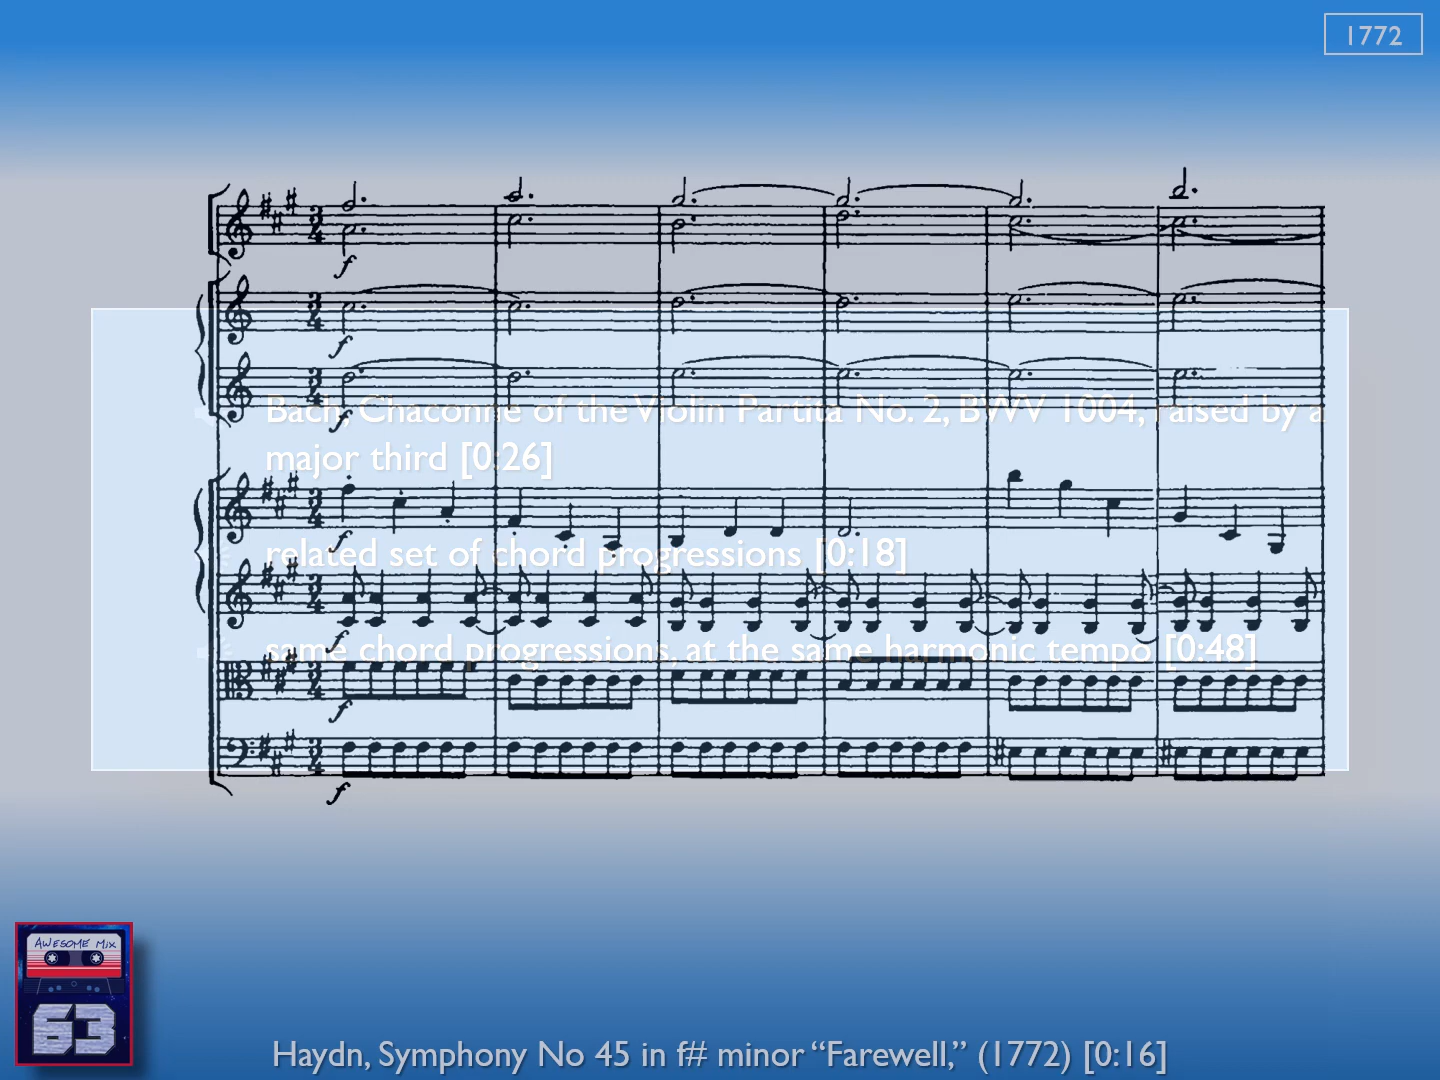 1772
Bach, Chaconne of the Violin Partita No. 2, BWV 1004, raised by a
major third [0:26]
related set of chord progressions [0:18]
same chord progressions, at the same harmonic tempo [0:48]
AWESOME MIX
63
Haydn, Symphony No 45 in f# minor “Farewell,” (1772) [0:16]